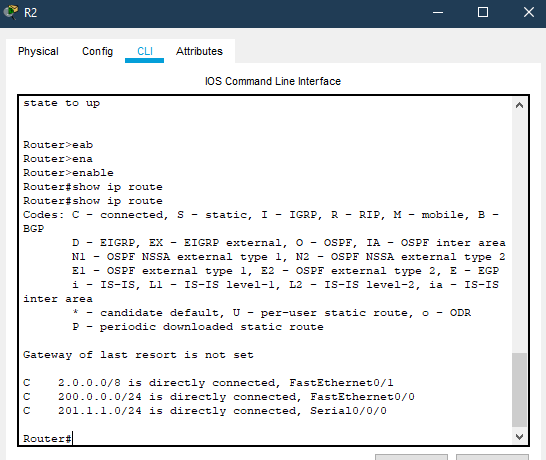 R2
Physical Config CLI Attributes
IOS Command Line Interface
state to up
Router>eab
Router>ena
Router>enable
Router#show ip route
Router#show ip route
Codes: C - connected, S - static, I - IGRP, R - RIP, M - mobile, B -
BGP
D - EIGRP, EX - EIGRP external, O - OSPF, IA - OSPF inter area
N1 - OSPF NSSA external type 1, N2 - OSPF NSSA external type 2
E1 - OSPF external type 1, E2 - OSPF external type 2, E - EGP
i - IS-IS, L1 - IS-IS level-1, L2 - IS-IS level-2, ia - IS-IS
inter area
* - candidate default, U - per-user static route, o - ODR
P - periodic downloaded static route
Gateway of last resort is not set
C 2.0.0.0/8 is directly connected, FastEthernet0/1
C 200.0.0.0/24 is directly connected, FastEthernet0/0
C 201.1.1.0/24 is directly connected, Serial0/0/0
Router#